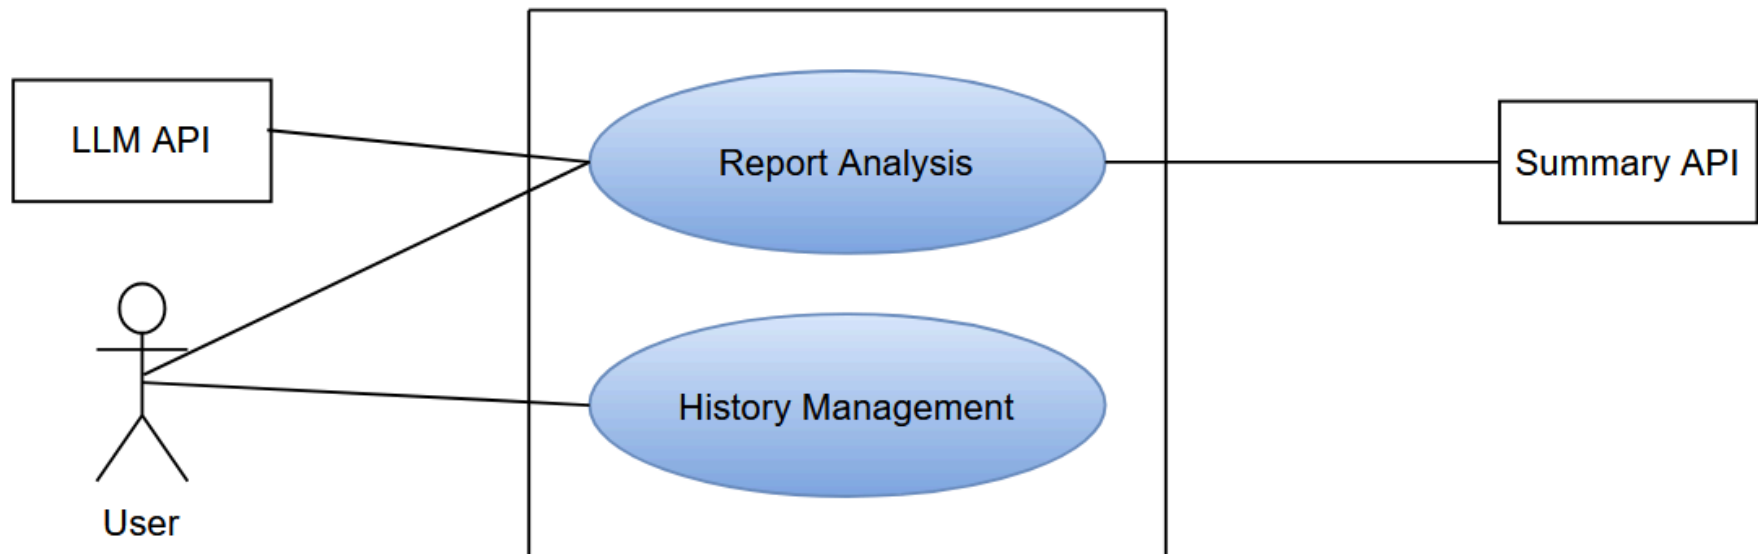 LLM API
Report Analysis
Summary API
History Management
User